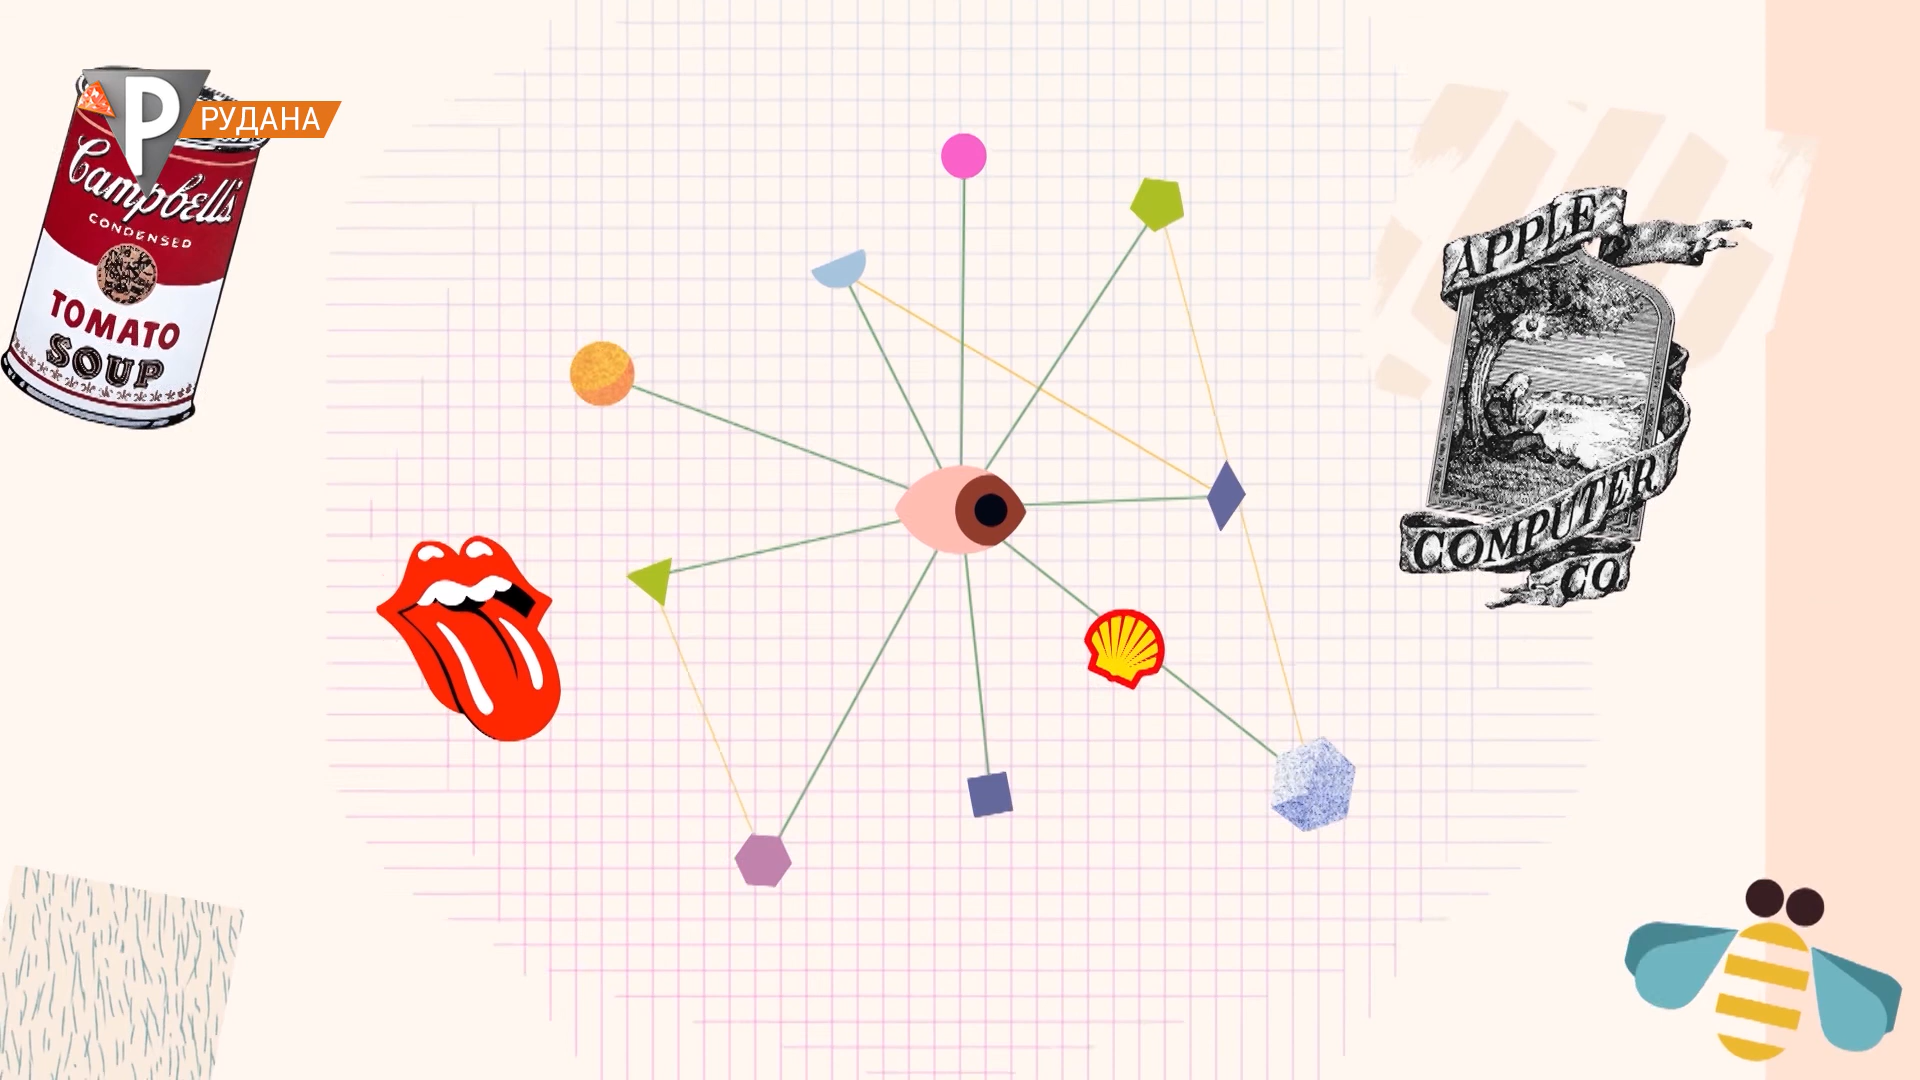 P
РУДАНА
Campbell's
CONDENSED
TOMATO
SOUP
APPLE
COMPUTER
CO.